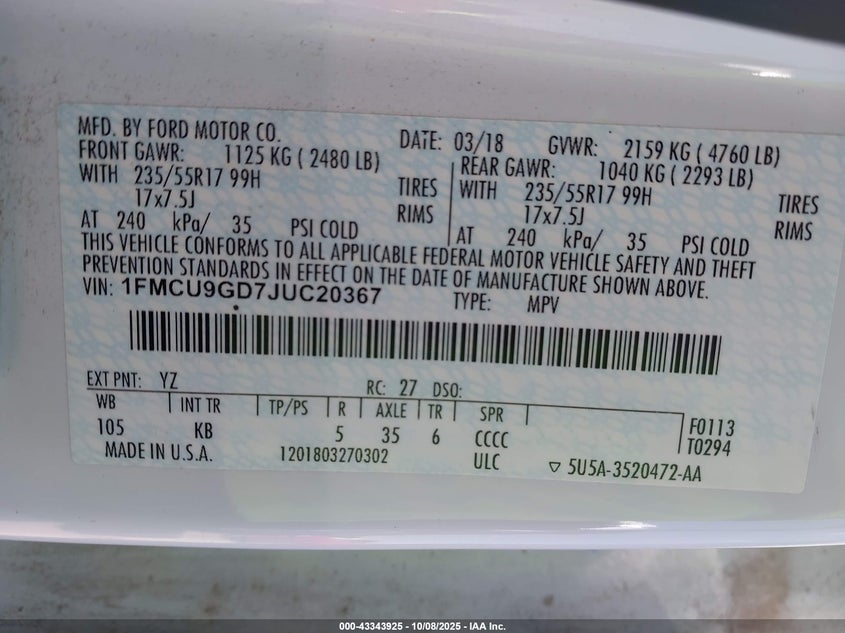 MFD. BY FORD MOTOR CO. DATE: 03/18 GVWR: 2159 KG ( 4760 LB)
FRONT GAWR: 1125 KG ( 2480 LB) REAR GAWR: 1040 KG ( 2293 LB)
WITH 235/55R17 99H TIRES WITH 235/55R17 99H TIRES
17x7.5J RIMS 17x7.5J RIMS
AT 240 kPa/ 35 PSI COLD AT 240 kPa/ 35 PSI COLD
THIS VEHICLE CONFORMS TO ALL APPLICABLE FEDERAL MOTOR VEHICLE SAFETY AND THEFT
PREVENTION STANDARDS IN EFFECT ON THE DATE OF MANUFACTURE SHOWN ABOVE.
VIN: 1FMCU9GD7JUC20367 TYPE: MPV
EXT PNT: YZ RC: 27 DSO:
WB INT TR TP/PS R AXLE TR SPR F0113
105 KB 5 35 6 CCCC T0294
MADE IN U.S.A. 1201803270302 ULC ▽ 5U5A-3520472-AA
000-43343925 - 10/08/2025 - IAA Inc.